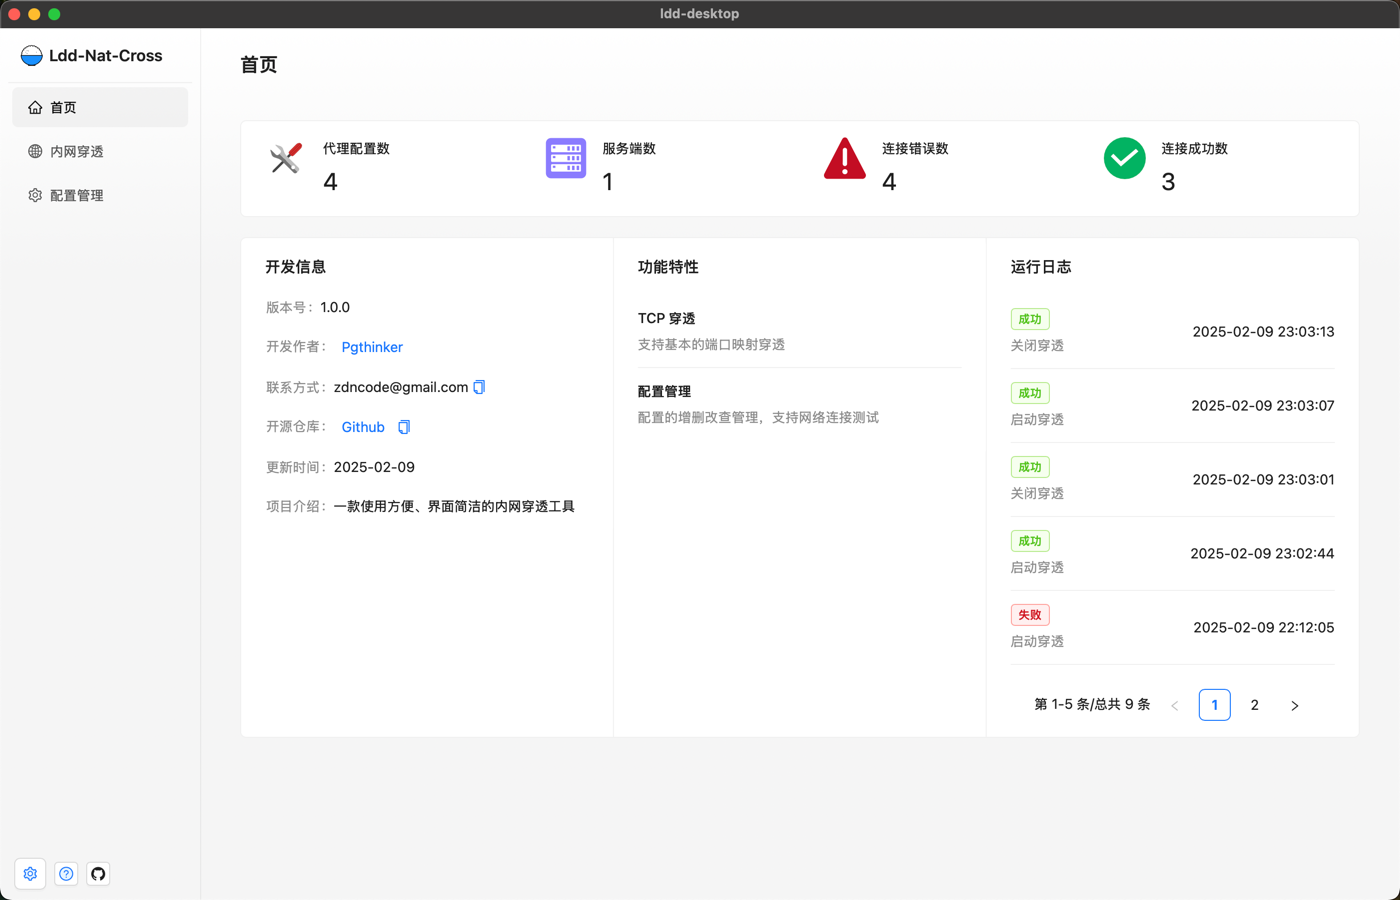 ldd-desktop
Ldd-Nat-Cross
首页
内网穿透
配置管理
首页
代理配置数
4
服务端数
1
连接错误数
4
连接成功数
3
开发信息
版本号： 1.0.0
开发作者： Pgthinker
联系方式： zdncode@gmail.com
开源仓库： Github
更新时间： 2025-02-09
项目介绍： 一款使用方便、界面简洁的内网穿透工具
功能特性
TCP 穿透
支持基本的端口映射穿透
配置管理
配置的增删改查管理，支持网络连接测试
运行日志
成功
关闭穿透
2025-02-09 23:03:13
成功
启动穿透
2025-02-09 23:03:07
成功
关闭穿透
2025-02-09 23:03:01
成功
启动穿透
2025-02-09 23:02:44
失败
启动穿透
2025-02-09 22:12:05
第 1-5 条/总共 9 条 < 1 2 >